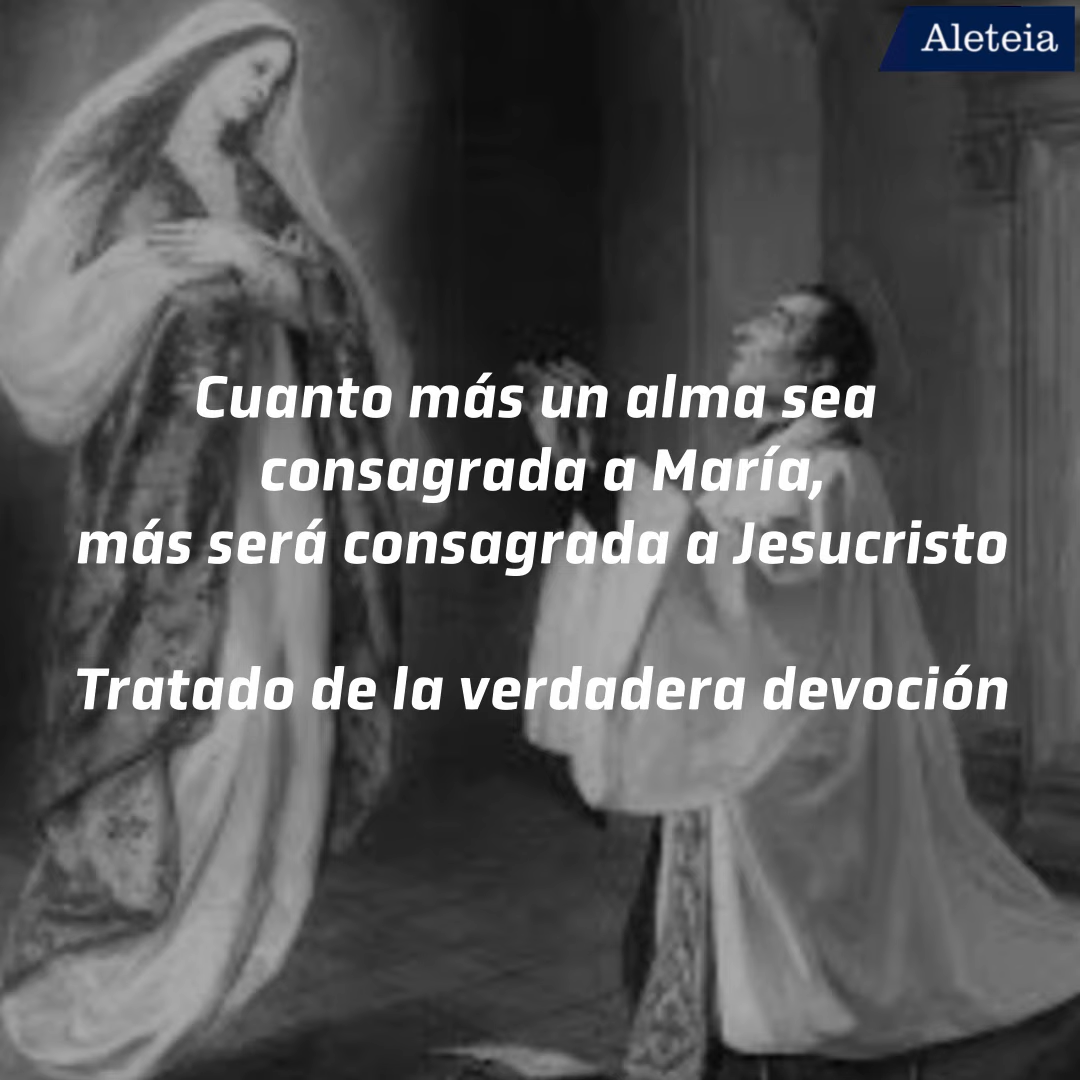 Aleteia
Cuanto más un alma sea
consagrada a María,
más será consagrada a Jesucristo
Tratado de la verdadera devoción